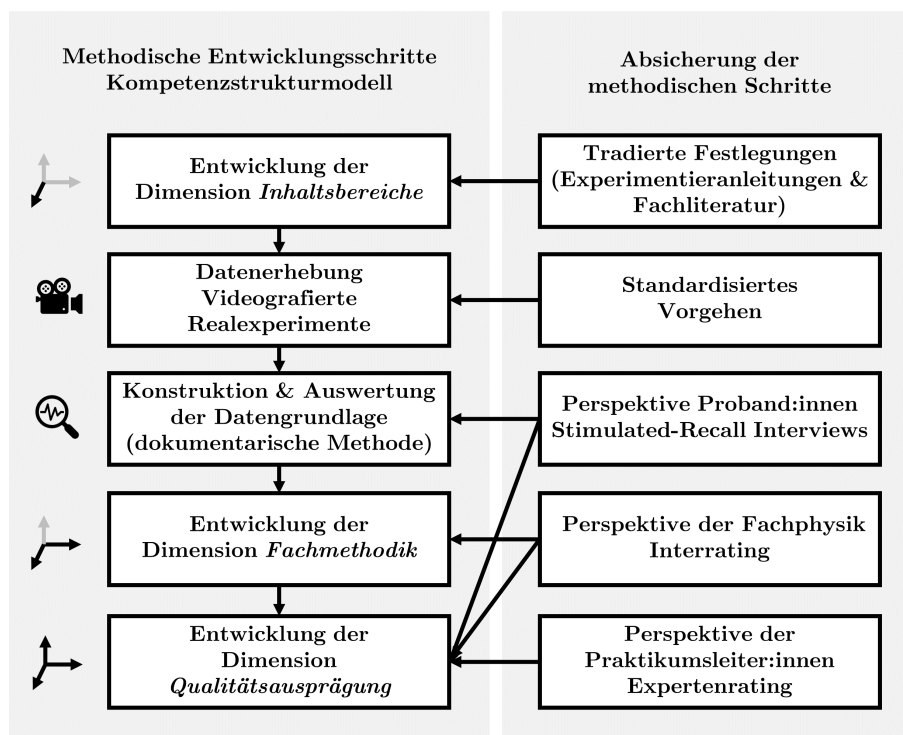 Methodische Entwicklungsschritte
Kompetenzstrukturmodell
Absicherung der
methodischen Schritte
Entwicklung der
Dimension Inhaltsbereiche
Tradierte Festlegungen
(Experimentieranleitungen &
Fachliteratur)
Datenerhebung
Videografierte
Realexperimente
Standardisiertes
Vorgehen
Konstruktion & Auswertung
der Datengrundlage
(dokumentarische Methode)
Perspektive Proband:innen
Stimulated-Recall Interviews
Entwicklung der
Dimension Fachmethodik
Perspektive der Fachphysik
Interrating
Entwicklung der
Dimension
Qualitätsausprägung
Perspektive der
Praktikumsleiter:innen
Expertenrating